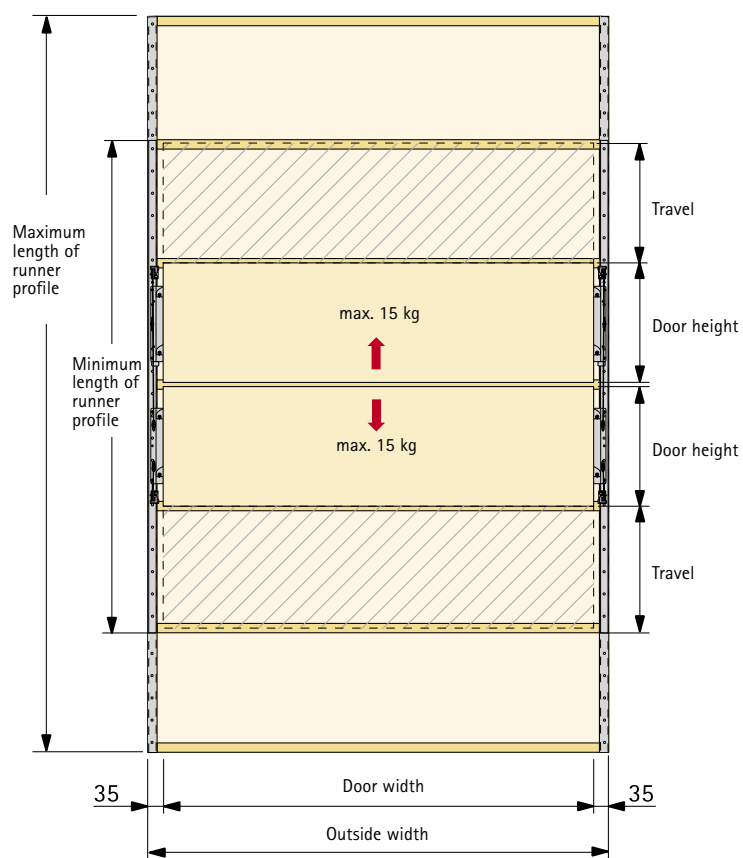 Maximum
length of
runner
profile
Travel
max. 15 kg
Door height
Minimum
length of
runner
profile
max. 15 kg
Door height
Travel
35
Door width
35
Outside width